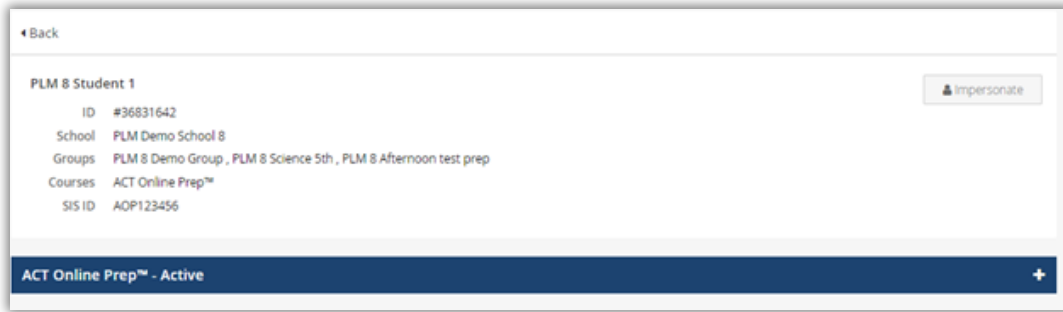 Back
PLM 8 Student 1
Impersonate
ID #36831642
School PLM Demo School 8
Groups PLM 8 Demo Group , PLM 8 Science 5th , PLM 8 Afternoon test prep
Courses ACT Online Prep™
SIS ID AOP123456
ACT Online Prep™ - Active